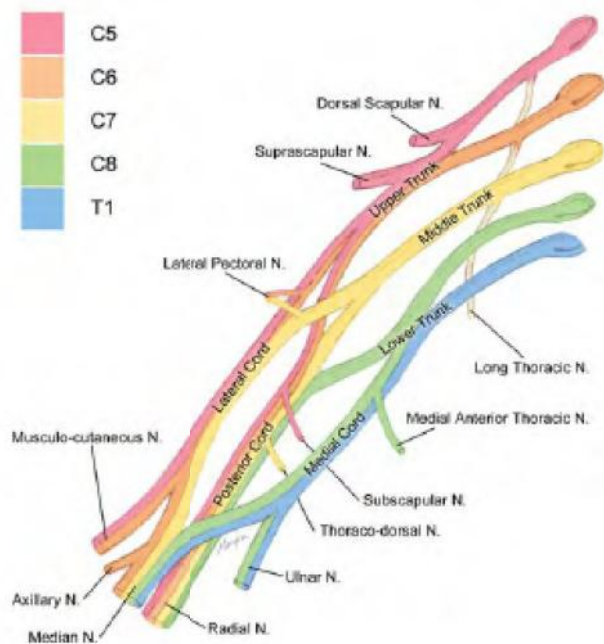 C5
C6
C7
C8
T1
Dorsal Scapular N.
Suprascapular N.
Upper Trunk
Middle Trunk
Lateral Pectoral N.
Lower Trunk
Long Thoracic N.
Lateral Cord
Medial Anterior Thoracic N.
Musculo-cutaneous N.
Posterior Cord
Medial Cord
Subscapular N.
Thoraco-dorsal N.
Ulnar N.
Axillary N.
Median N.
Radial N.